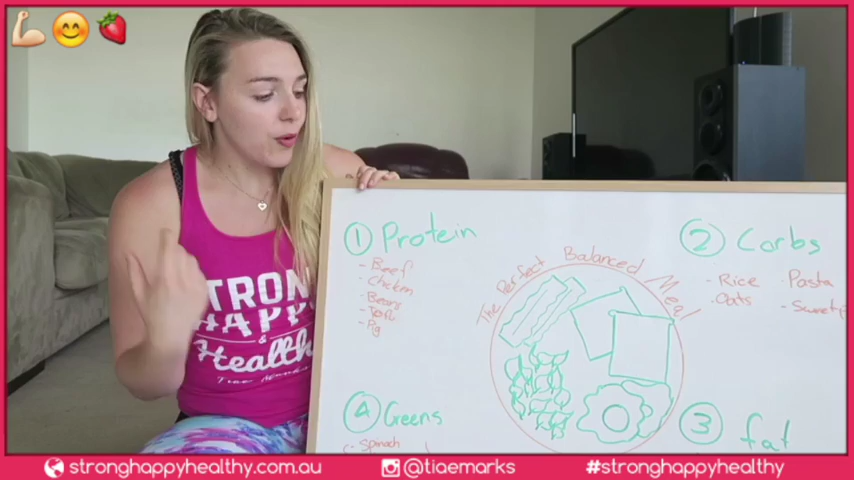 STRONG
HAPPY
&
Healthy
① Protein
- Beef
- Chicken
- Beans
- Tofu
- Pig
The Perfect Balanced Meal
② Carbs
- Rice
- Oats
- Pasta
④ Greens
- Spinach
③ fat
stronghappyhealthy.com.au
@tiaemarks
#stronghappyhealthy